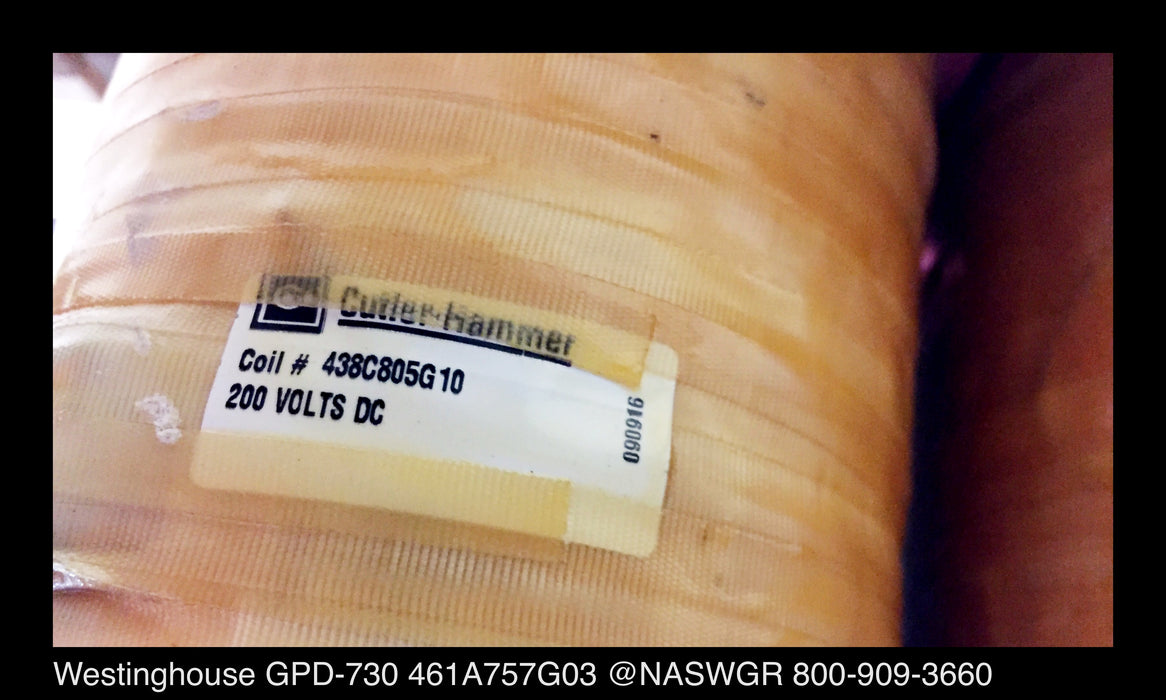 Cutler-Hammer
Coil # 438C805G10
200 VOLTS DC
090916
Westinghouse GPD-730 461A757G03 @NASWGR 800-909-3660